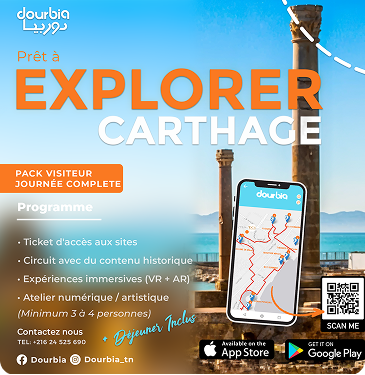 dourbia
دوربيا
Prêt à
EXPLORER
CARTHAGE
PACK VISITEUR
JOURNÉE COMPLETE
Programme
• Ticket d'accès aux sites
• Circuit avec du contenu historique
• Expériences immersives (VR + AR)
• Atelier numérique / artistique
(Minimum 3 à 4 personnes)
+ Déjeuner Inclus
Contactez nous
TEL: +216 24 525 690
Dourbia Dourbia_tn
dourbia
SCAN ME
Available on the
App Store
GET IT ON
Google Play